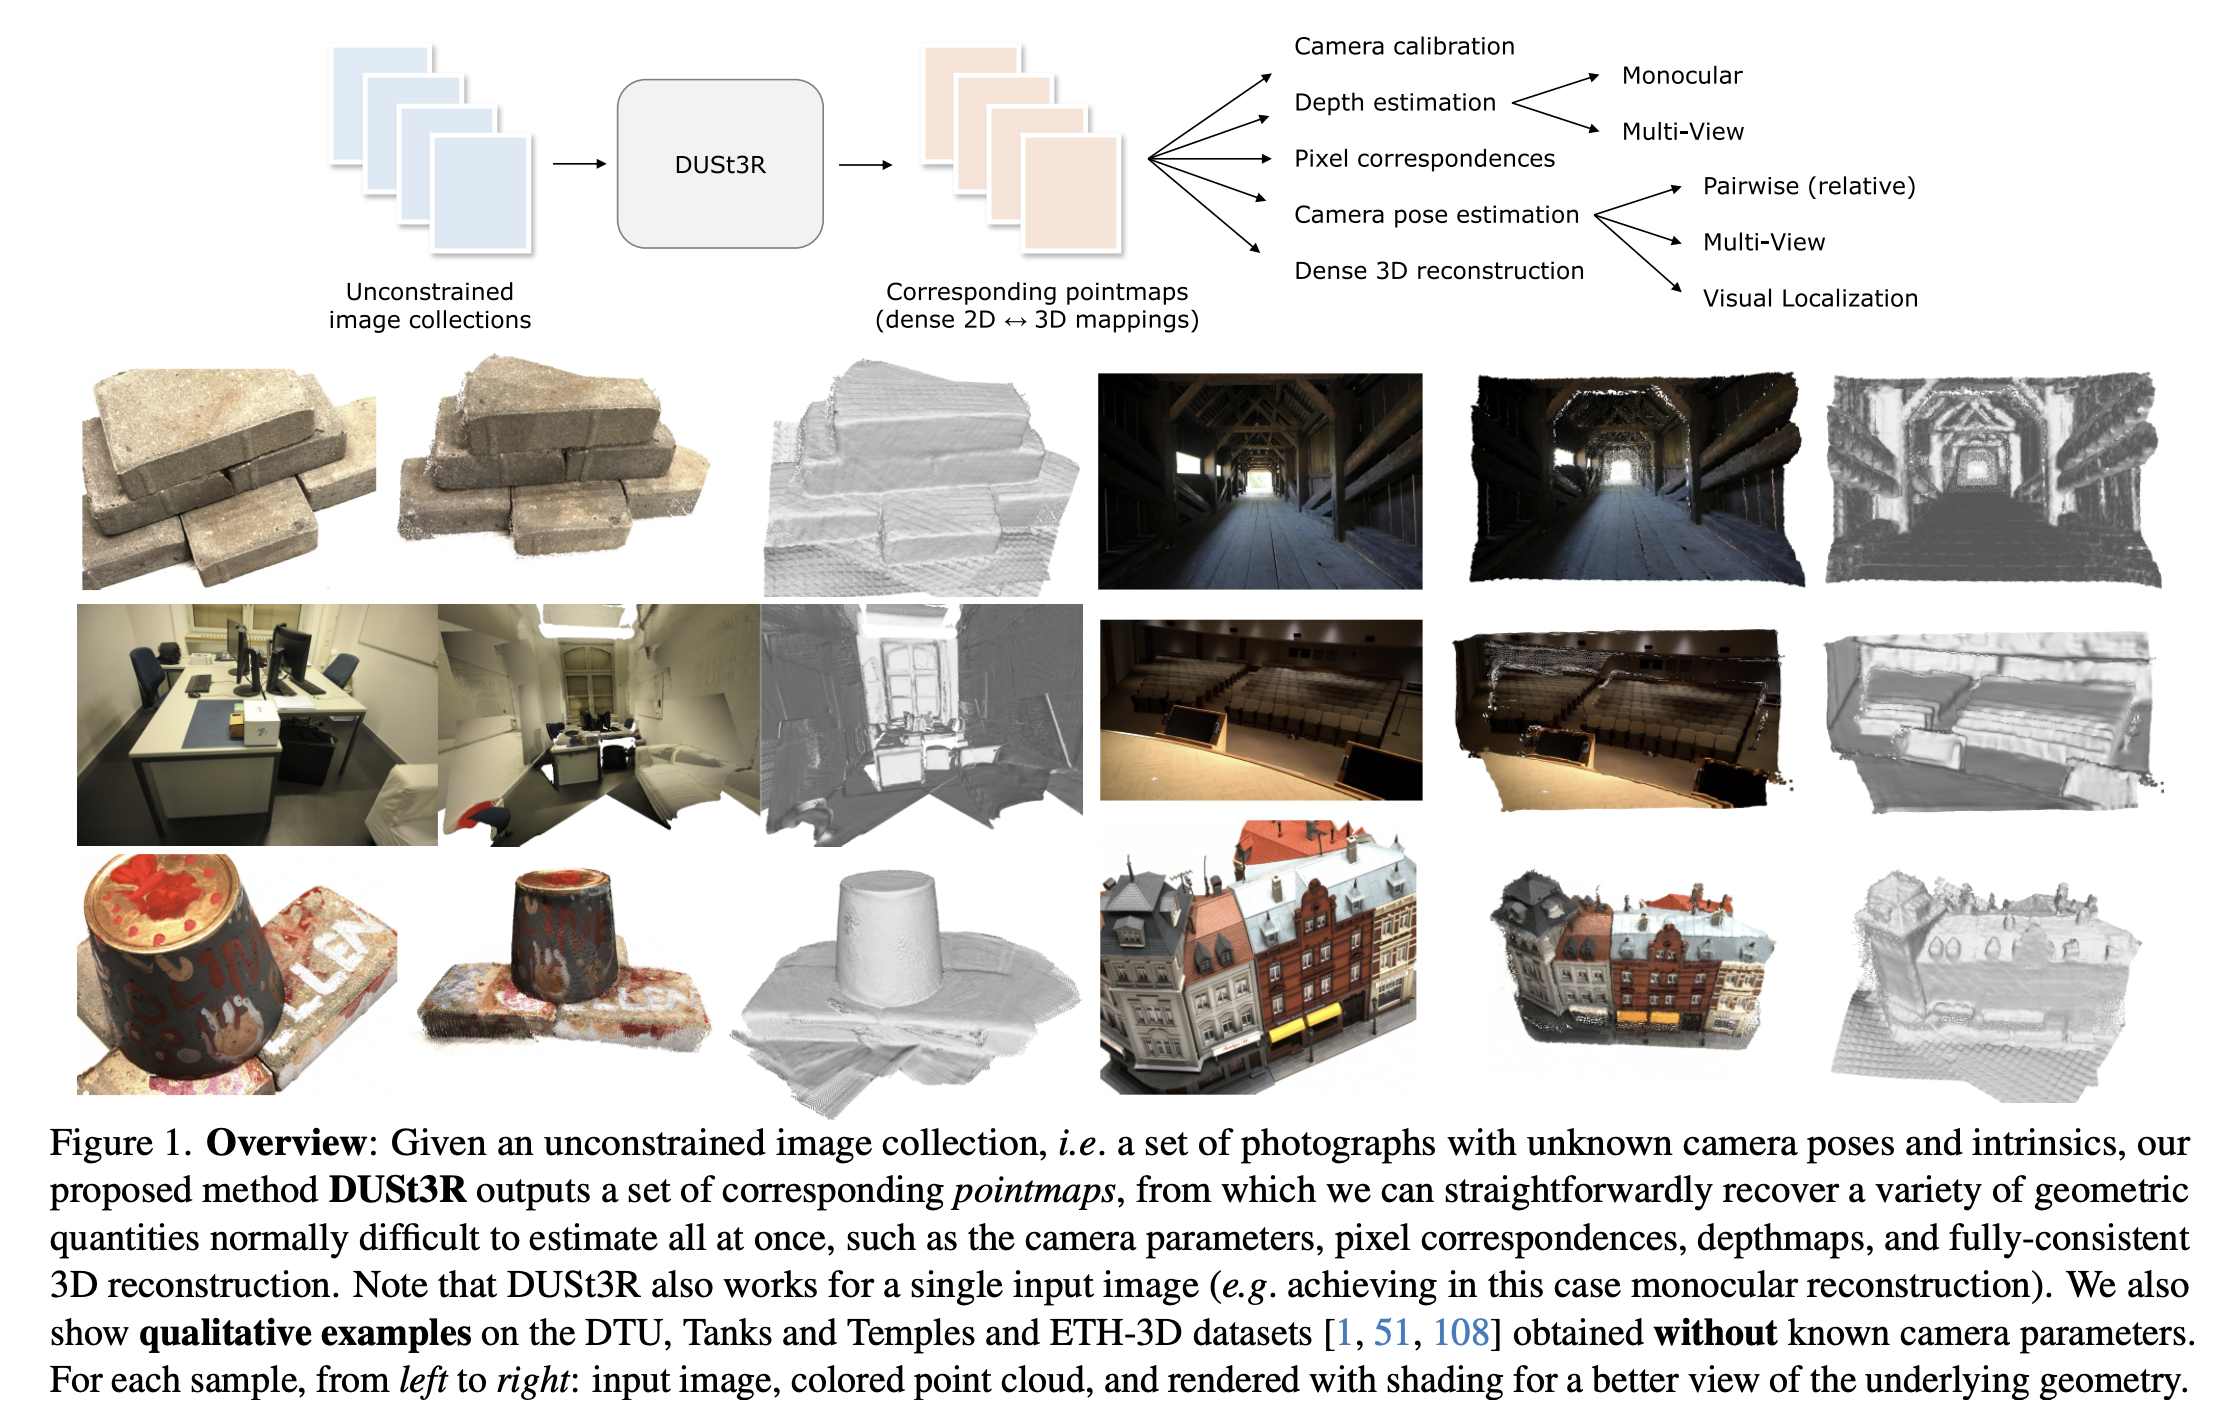 Camera calibration
Monocular
Depth estimation
Multi-View
DUSt3R
Pixel correspondences
Pairwise (relative)
Camera pose estimation
Multi-View
Dense 3D reconstruction
Visual Localization
Unconstrained
image collections
Corresponding pointmaps
(dense 2D ↔ 3D mappings)
LEN
Figure 1. Overview: Given an unconstrained image collection, i.e. a set of photographs with unknown camera poses and intrinsics, our
proposed method DUSt3R outputs a set of corresponding pointmaps, from which we can straightforwardly recover a variety of geometric
quantities normally difficult to estimate all at once, such as the camera parameters, pixel correspondences, depthmaps, and fully-consistent
3D reconstruction. Note that DUSt3R also works for a single input image (e.g. achieving in this case monocular reconstruction). We also
show qualitative examples on the DTU, Tanks and Temples and ETH-3D datasets [1, 51, 108] obtained without known camera parameters.
For each sample, from left to right: input image, colored point cloud, and rendered with shading for a better view of the underlying geometry.